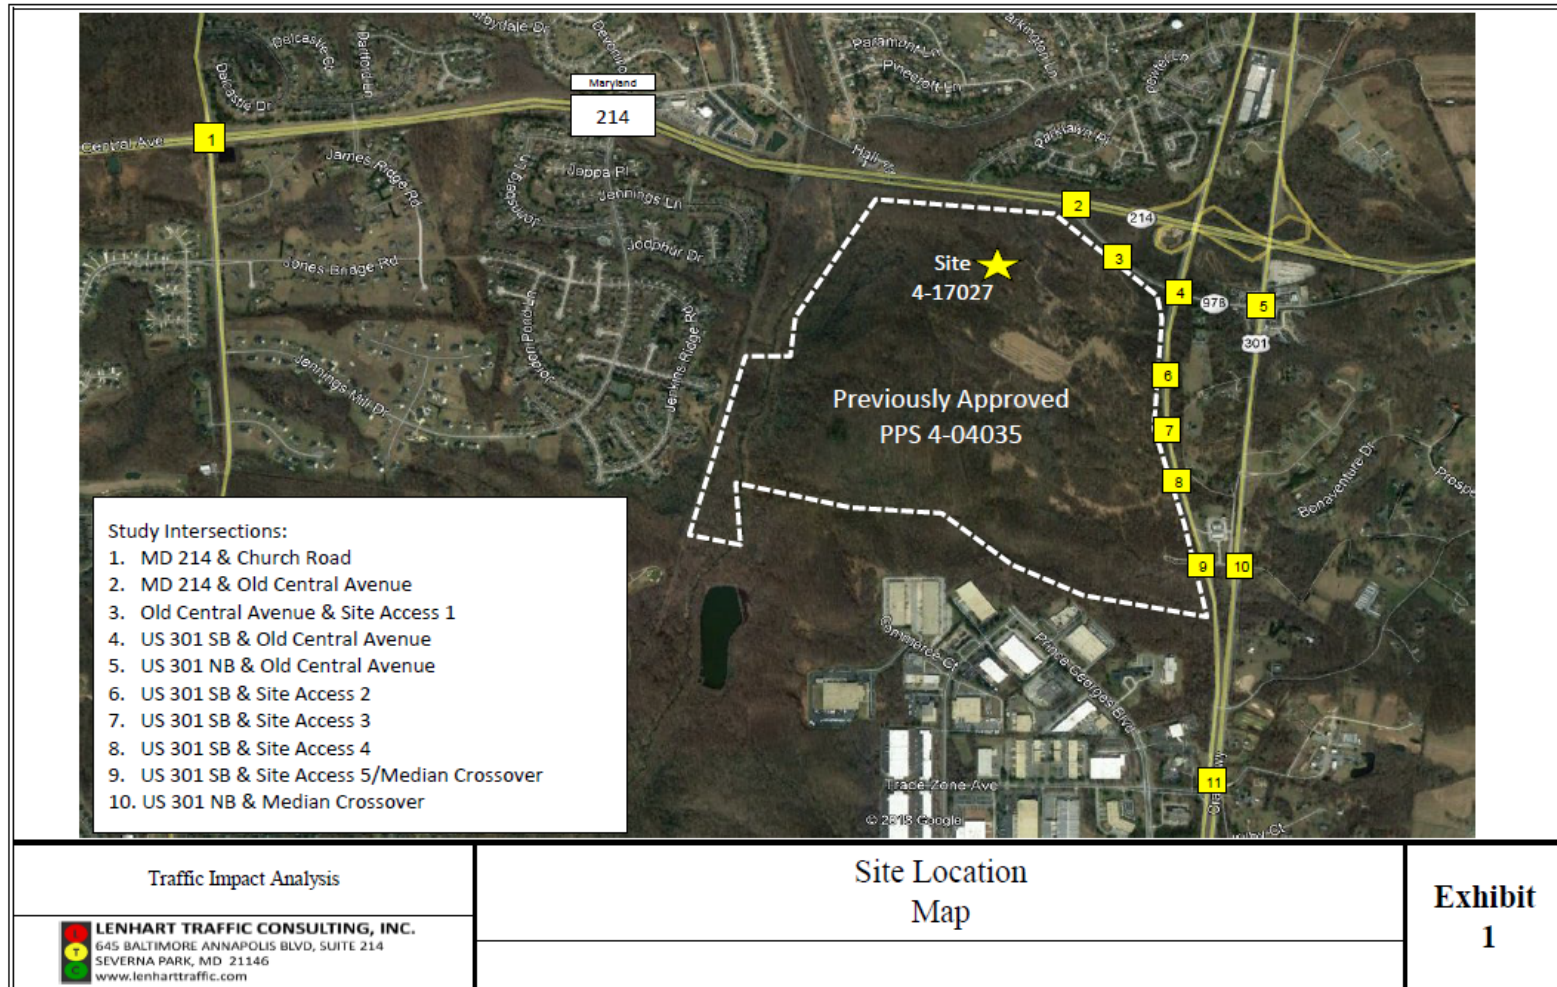 Delcastle Ct
Dartford Ln
Delcastle Dr
Paramont Ln
Pynecroft Ln
Maryland
214
Central Ave
1
James Ridge Rd
Joppa Pl
Jennings Ln
Jodphur Dr
Jones Bridge Rd
Jenkins Ridge Rd
Jennings Mill Dr
Parklawn Pl
2
214
3
Site
4-17027
4
978
5
301
6
Previously Approved
PPS 4-04035
7
8
Bonaventure Dr
9
10
Commerce Ct
Prince Georges Blvd
Trade Zone Ave
11
© 2018 Google
Study Intersections:
1. MD 214 & Church Road
2. MD 214 & Old Central Avenue
3. Old Central Avenue & Site Access 1
4. US 301 SB & Old Central Avenue
5. US 301 NB & Old Central Avenue
6. US 301 SB & Site Access 2
7. US 301 SB & Site Access 3
8. US 301 SB & Site Access 4
9. US 301 SB & Site Access 5/Median Crossover
10. US 301 NB & Median Crossover
Traffic Impact Analysis
L
T
C
LENHART TRAFFIC CONSULTING, INC.
645 BALTIMORE ANNAPOLIS BLVD, SUITE 214
SEVERNA PARK, MD 21146
www.lenharttraffic.com
Site Location
Map
Exhibit
1